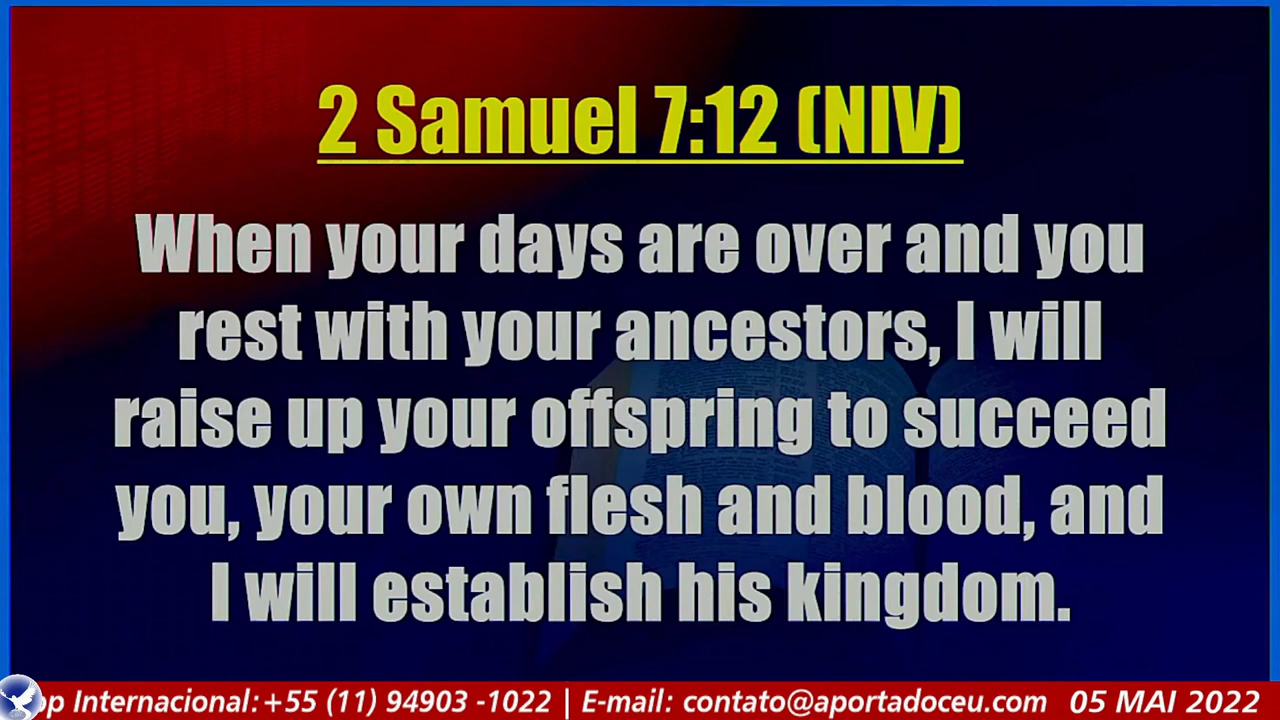 2 Samuel 7:12 (NIV)
When your days are over and you
rest with your ancestors, I will
raise up your offspring to succeed
you, your own flesh and blood, and
I will establish his kingdom.
pp Internacional: +55 (11) 94903 -1022 | E-mail: contato@aportadoceu.com 05 MAI 2022